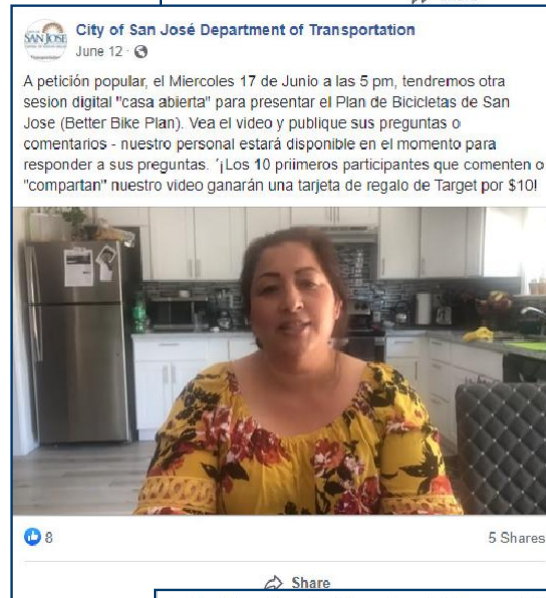 City of San José Department of Transportation
June 12 ·
SAN JOSE
A petición popular, el Miercoles 17 de Junio a las 5 pm, tendremos otra
sesion digital "casa abierta" para presentar el Plan de Bicicletas de San
Jose (Better Bike Plan). Vea el video y publique sus preguntas o
comentarios - nuestro personal estará disponible en el momento para
responder a sus preguntas. ´¡Los 10 priimeros participantes que comenten o
"compartan" nuestro video ganarán una tarjeta de regalo de Target por $10!
8
5 Shares
Share